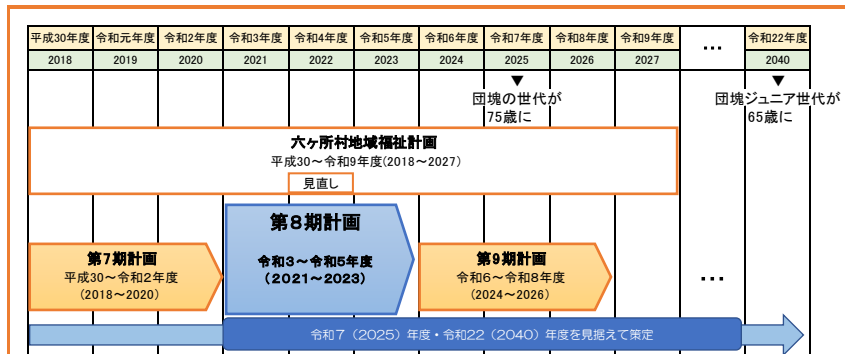 平成30年度 令和元年度 令和2年度 令和3年度 令和4年度 令和5年度 令和6年度 令和7年度 令和8年度 令和9年度 … 令和22年度
2018 2019 2020 2021 2022 2023 2024 2025 2026 2027 2040
▼ ▼
団塊の世代が 団塊ジュニア世代が
75歳に 65歳に
六ヶ所村地域福祉計画
平成30～令和9年度(2018～2027)
見直し
第8期計画
令和3～令和5年度
(2021～2023)
第7期計画
平成30～令和2年度
(2018～2020)
第9期計画
令和6～令和8年度
(2024～2026)
…
令和7（2025）年度・令和22（2040）年度を見据えて策定